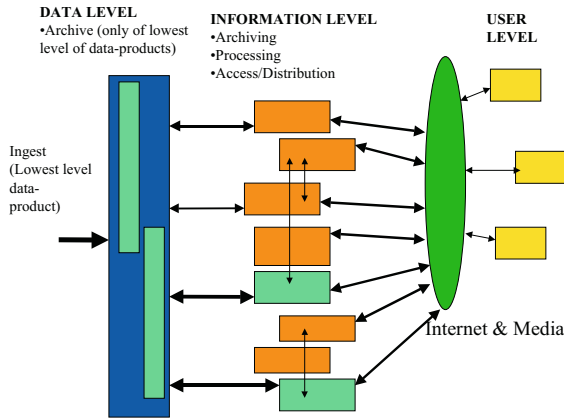 DATA LEVEL
•Archive (only of lowest
level of data-products)
INFORMATION LEVEL
•Archiving
•Processing
•Access/Distribution
USER
LEVEL
Ingest
(Lowest level
data-
product)
Internet & Media